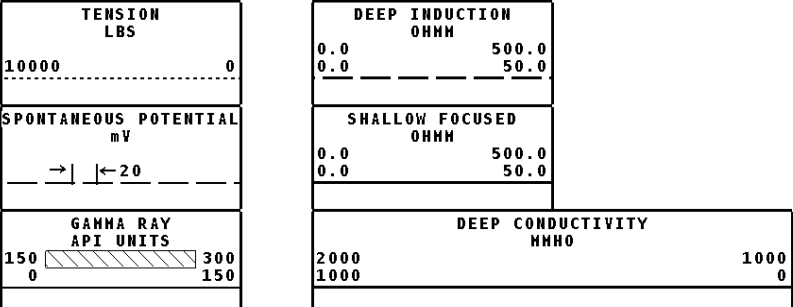 TENSION
LBS
10000 0
SPONTANEOUS POTENTIAL
mV
→ ←20
GAMMA RAY
API UNITS
150 300
0 150
DEEP INDUCTION
OHMM
0.0 500.0
0.0 50.0
SHALLOW FOCUSED
OHMM
0.0 500.0
0.0 50.0
DEEP CONDUCTIVITY
MMHO
2000 1000
1000 0